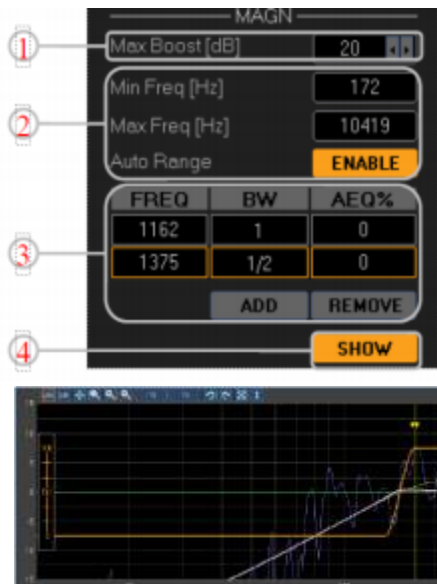 MAGN
1 Max Boost [dB] 20
Min Freq [Hz] 172
2 Max Freq [Hz] 10419
Auto Range ENABLE
FREQ BW AEQ%
1162 1 0
3 1375 1/2 0
ADD REMOVE
4 SHOW